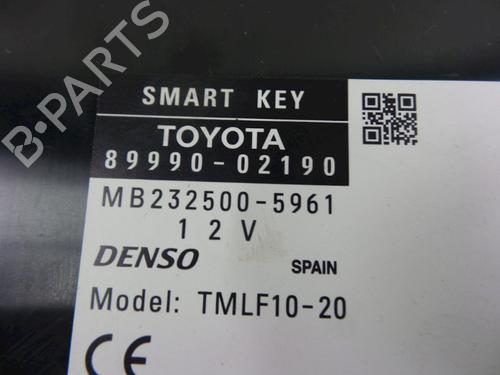 B-PARTS
SMART KEY
TOYOTA
89990-02190
MB232500-5961
12V
DENSO SPAIN
Model: TMLF10-20
CE